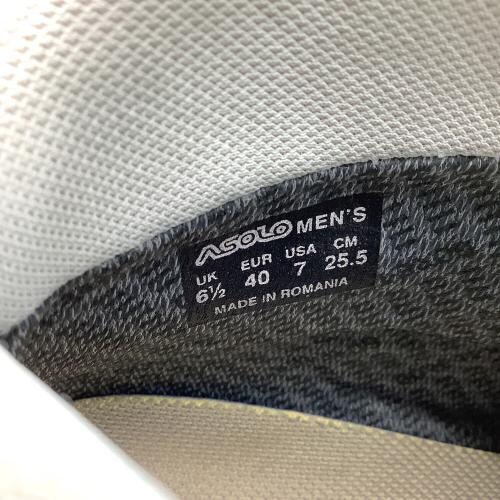 ASOLO MEN'S
UK EUR USA CM
6½ 40 7 25.5
MADE IN ROMANIA